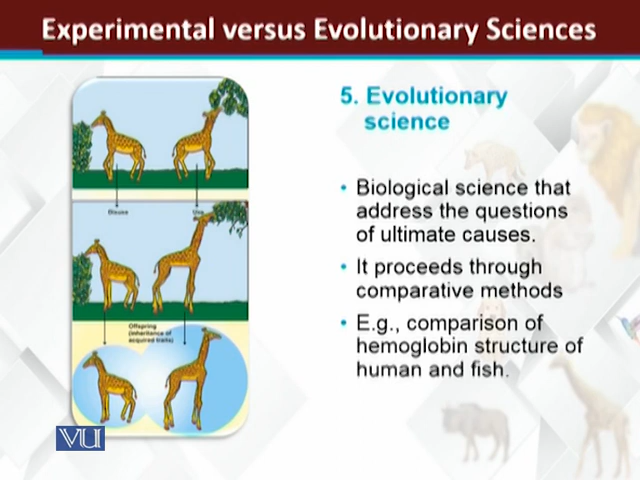 Experimental versus Evolutionary Sciences
5. Evolutionary
science
• Biological science that
address the questions
of ultimate causes.
• It proceeds through
comparative methods
• E.g., comparison of
hemoglobin structure of
human and fish.
Disuse Use
Offspring
(inheritance of
acquired traits)
VU